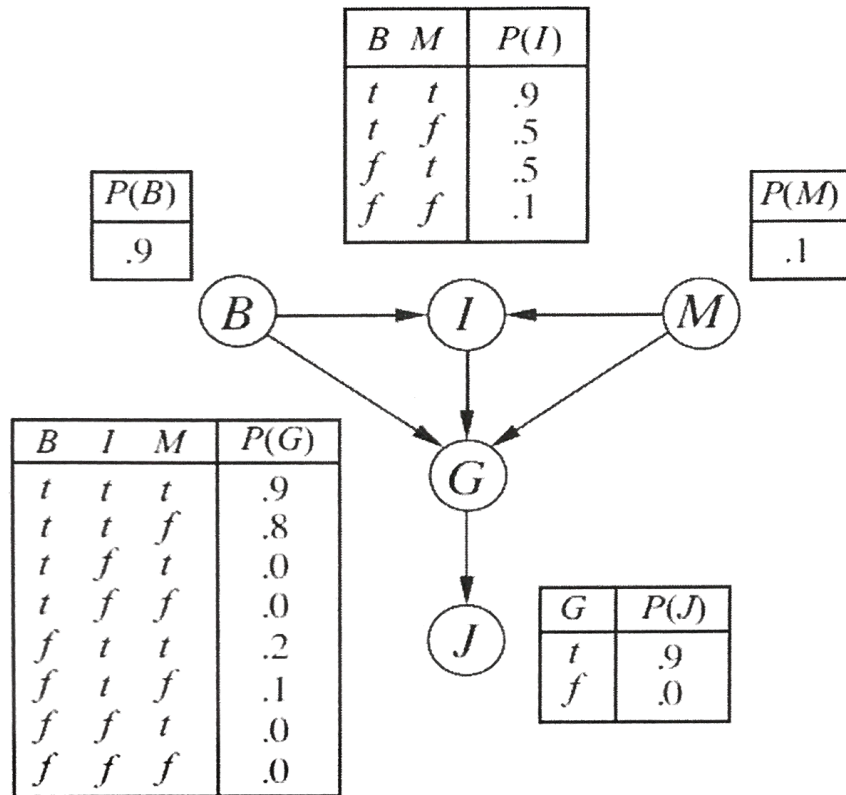 B M P(I)
t t .9
t f .5
f t .5
f f .1
P(B)
.9
P(M)
.1
B
I
M
B I M P(G)
t t t .9
t t f .8
t f t .0
t f f .0
f t t .2
f t f .1
f f t .0
f f f .0
G
J
G P(J)
t .9
f .0